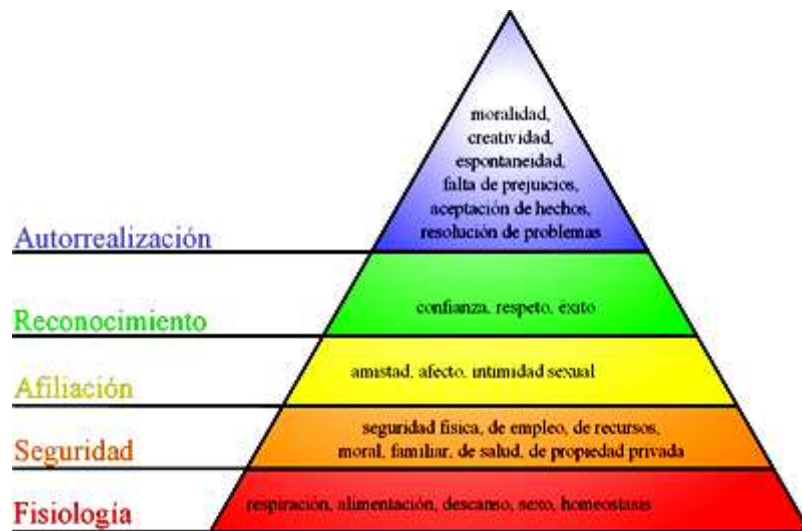 moralidad,
creatividad,
espontaneidad,
falta de prejuicios,
aceptación de hechos,
resolución de problemas
Autorrealización
confianza, respeto, éxito
Reconocimiento
amistad, afecto, intimidad sexual
Afiliación
seguridad física, de empleo, de recursos,
moral, familiar, de salud, de propiedad privada
Seguridad
respiración, alimentación, descanso, sexo, homeostasis
Fisiología